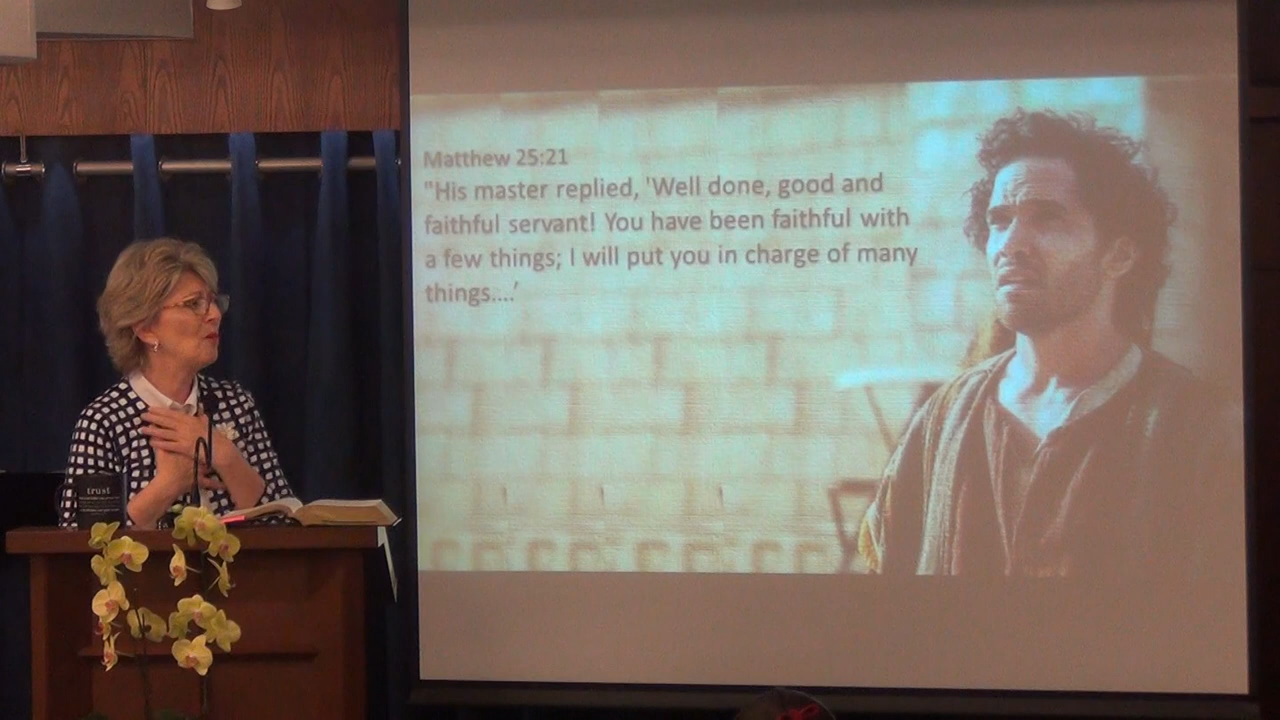 Matthew 25:21
"His master replied, 'Well done, good and
faithful servant! You have been faithful with
a few things; I will put you in charge of many
things....'
trust